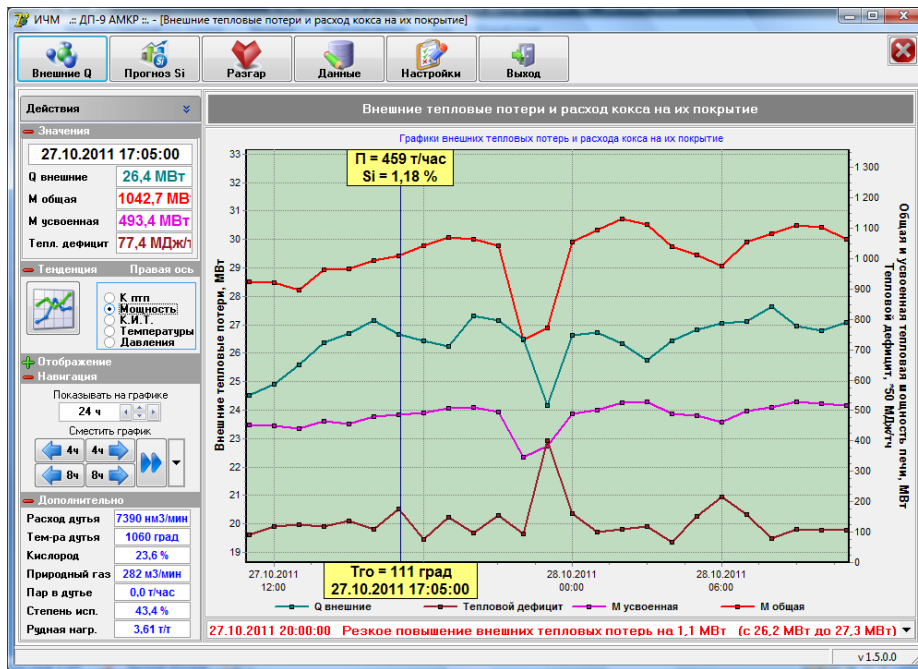 ИЧМ .:: ДП-9 АМКР ::. - [Внешние тепловые потери и расход кокса на их покрытие]
Внешние Q
Прогноз Si
Разгар
Данные
Настройки
Выход
Действия
Значения
27.10.2011 17:05:00
Q внешние 26,4 МВт
М общая 1042,7 МВ
М усвоенная 493,4 МВт
Тепл. дефицит 77,4 МДж/т
Тенденция Правая ось
К птп
Мощность
К.И.Т.
Температуры
Давления
Отображение
Навигация
Показывать на графике
24 ч
Сместить график
4ч 4ч
8ч 8ч
Дополнительно
Расход дутья 7390 нм3/мин
Тем-ра дутья 1060 град
Кислород 23,6 %
Природный газ 282 м3/мин
Пар в дутье 0,0 т/час
Степень исп. 43,4 %
Рудная нагр. 3,61 т/т
Внешние тепловые потери и расход кокса на их покрытие
Графики внешних тепловых потерь и расхода кокса на их покрытие
П = 459 т/час
Si = 1,18 %
Внешние тепловые потери, МВт
33
32
31
30
29
28
27
26
25
24
23
22
21
20
19
1 300
1 200
1 100
1 000
900
800
700
600
500
400
300
200
100
0
Общая и усвоенная тепловая мощность печи, МВт
Тепловой дефицит, *50 МДж/тч
Тго = 111 град
27.10.2011 17:05:00
27.10.2011
12:00
28.10.2011
00:00
28.10.2011
06:00
Q внешние
Тепловой дефицит
М усвоенная
М общая
27.10.2011 20:00:00 Резкое повышение внешних тепловых потерь на 1,1 МВт (с 26,2 МВт до 27,3 МВт)
v 1.5.0.0